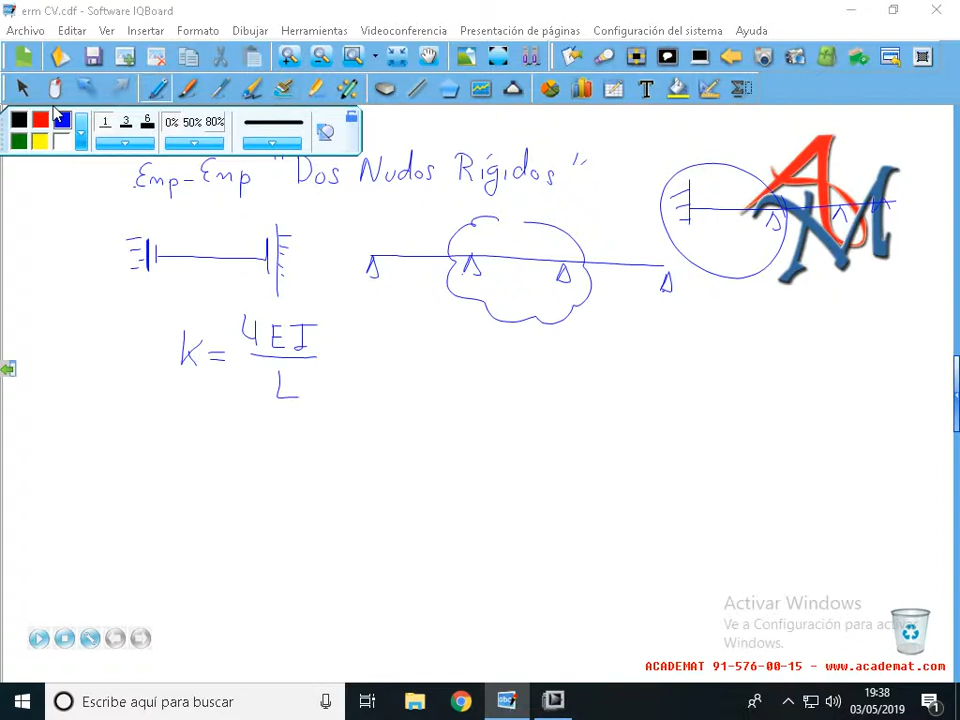 erm CV.cdf - Software IQBoard
Archivo Editar Ver Insertar Formato Dibujar Herramientas Videoconferencia Presentación de páginas Configuración del sistema Ayuda
1 3 6 0% 50% 80%
Emp-Emp "Dos Nudos Rígidos"
AM
K = 4EI
L
Activar Windows
Ve a Configuración para activar
Windows.
ACADEMAT 91-576-00-15 - www.academat.com
Escribe aquí para buscar
19:38
03/05/2019
1